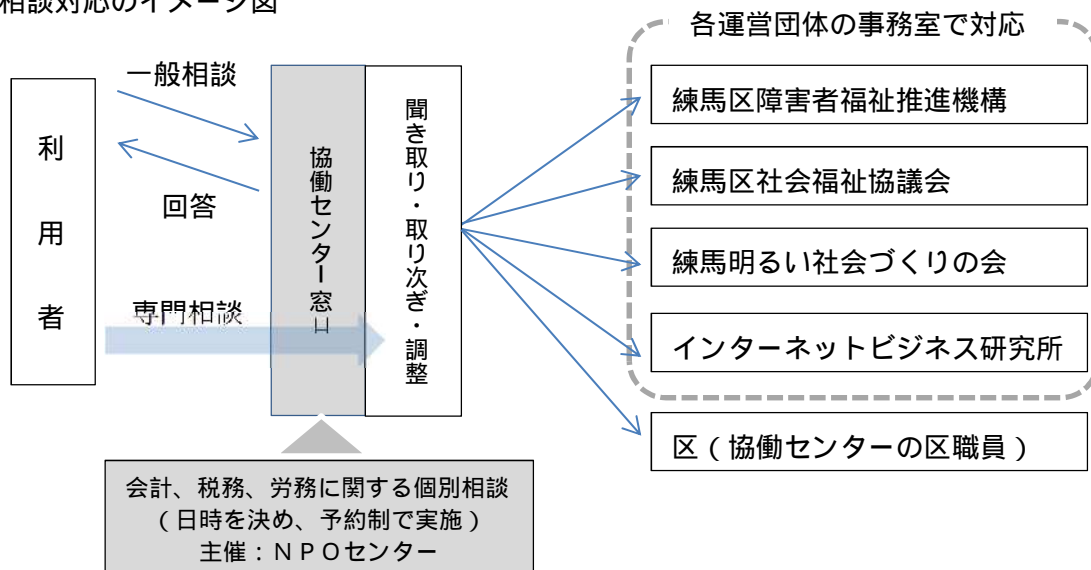 相談対応のイメージ図
各運営団体の事務室で対応
利用者
一般相談
回答
専門相談
協働センター窓口
聞き取り・取り次ぎ・調整
練馬区障害者福祉推進機構
練馬区社会福祉協議会
練馬明るい社会づくりの会
インターネットビジネス研究所
区(協働センターの区職員)
会計、税務、労務に関する個別相談
(日時を決め、予約制で実施)
主催:NPOセンター